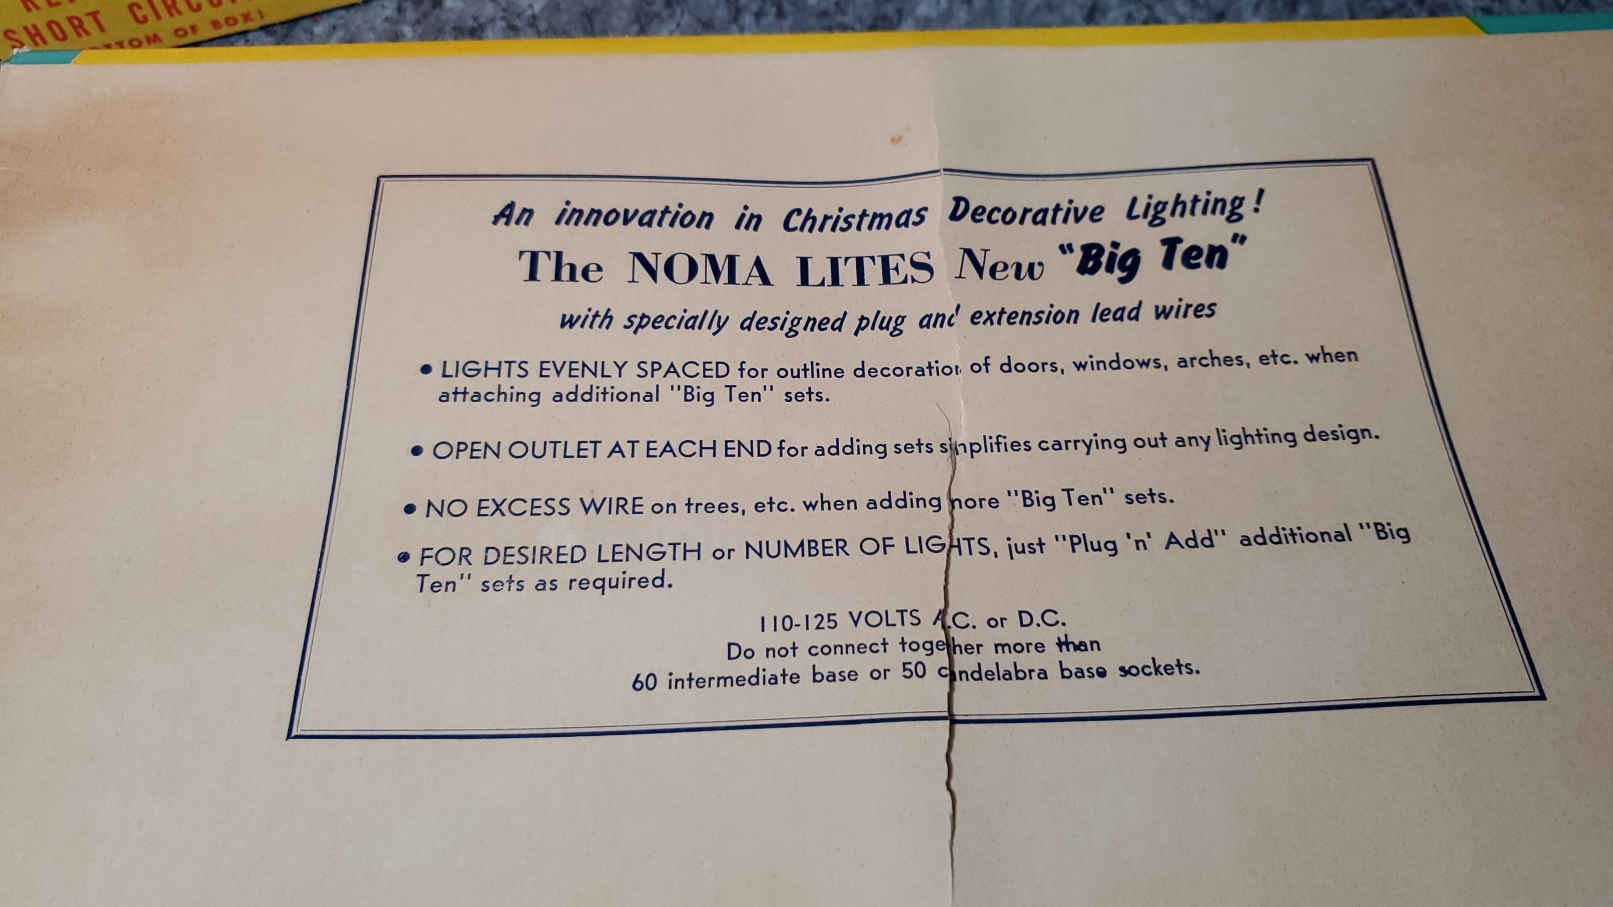 SHORT CIRCU
TTOM OF BOX!
An innovation in Christmas Decorative Lighting!
The NOMA LITES New "Big Ten"
with specially designed plug and extension lead wires
• LIGHTS EVENLY SPACED for outline decoration of doors, windows, arches, etc. when
attaching additional "Big Ten" sets.
• OPEN OUTLET AT EACH END for adding sets simplifies carrying out any lighting design.
• NO EXCESS WIRE on trees, etc. when adding more "Big Ten" sets.
• FOR DESIRED LENGTH or NUMBER OF LIGHTS, just "Plug 'n' Add" additional "Big
Ten" sets as required.
110-125 VOLTS A.C. or D.C.
Do not connect together more than
60 intermediate base or 50 candelabra base sockets.